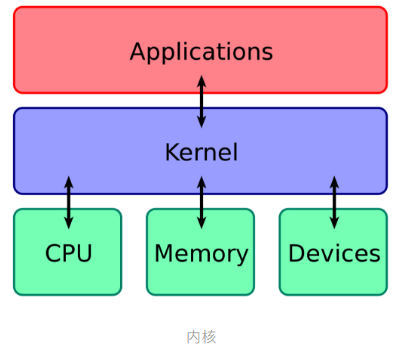 Applications
Kernel
CPU
Memory
Devices
内核